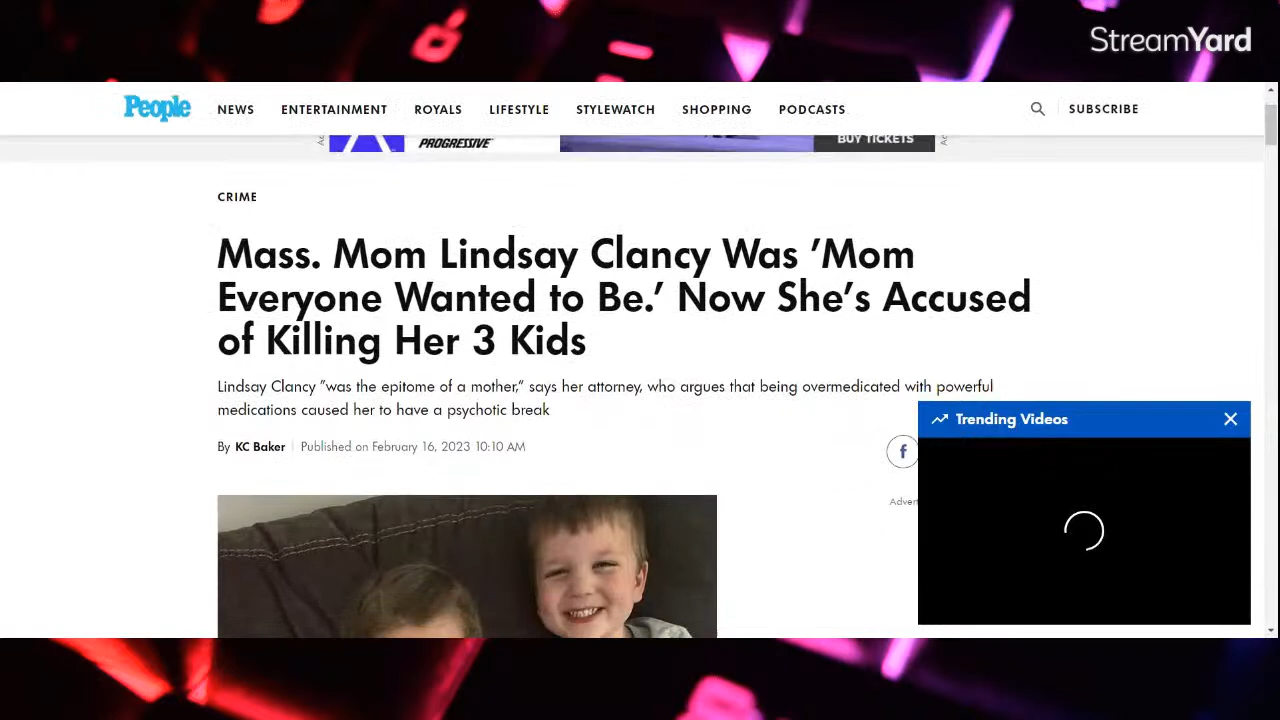 StreamYard
People NEWS ENTERTAINMENT ROYALS LIFESTYLE STYLEWATCH SHOPPING PODCASTS SUBSCRIBE
PROGRESSIVE BUY TICKETS
CRIME
Mass. Mom Lindsay Clancy Was 'Mom
Everyone Wanted to Be.' Now She's Accused
of Killing Her 3 Kids
Lindsay Clancy "was the epitome of a mother," says her attorney, who argues that being overmedicated with powerful
medications caused her to have a psychotic break
Trending Videos
By KC Baker Published on February 16, 2023 10:10 AM
f
Advert